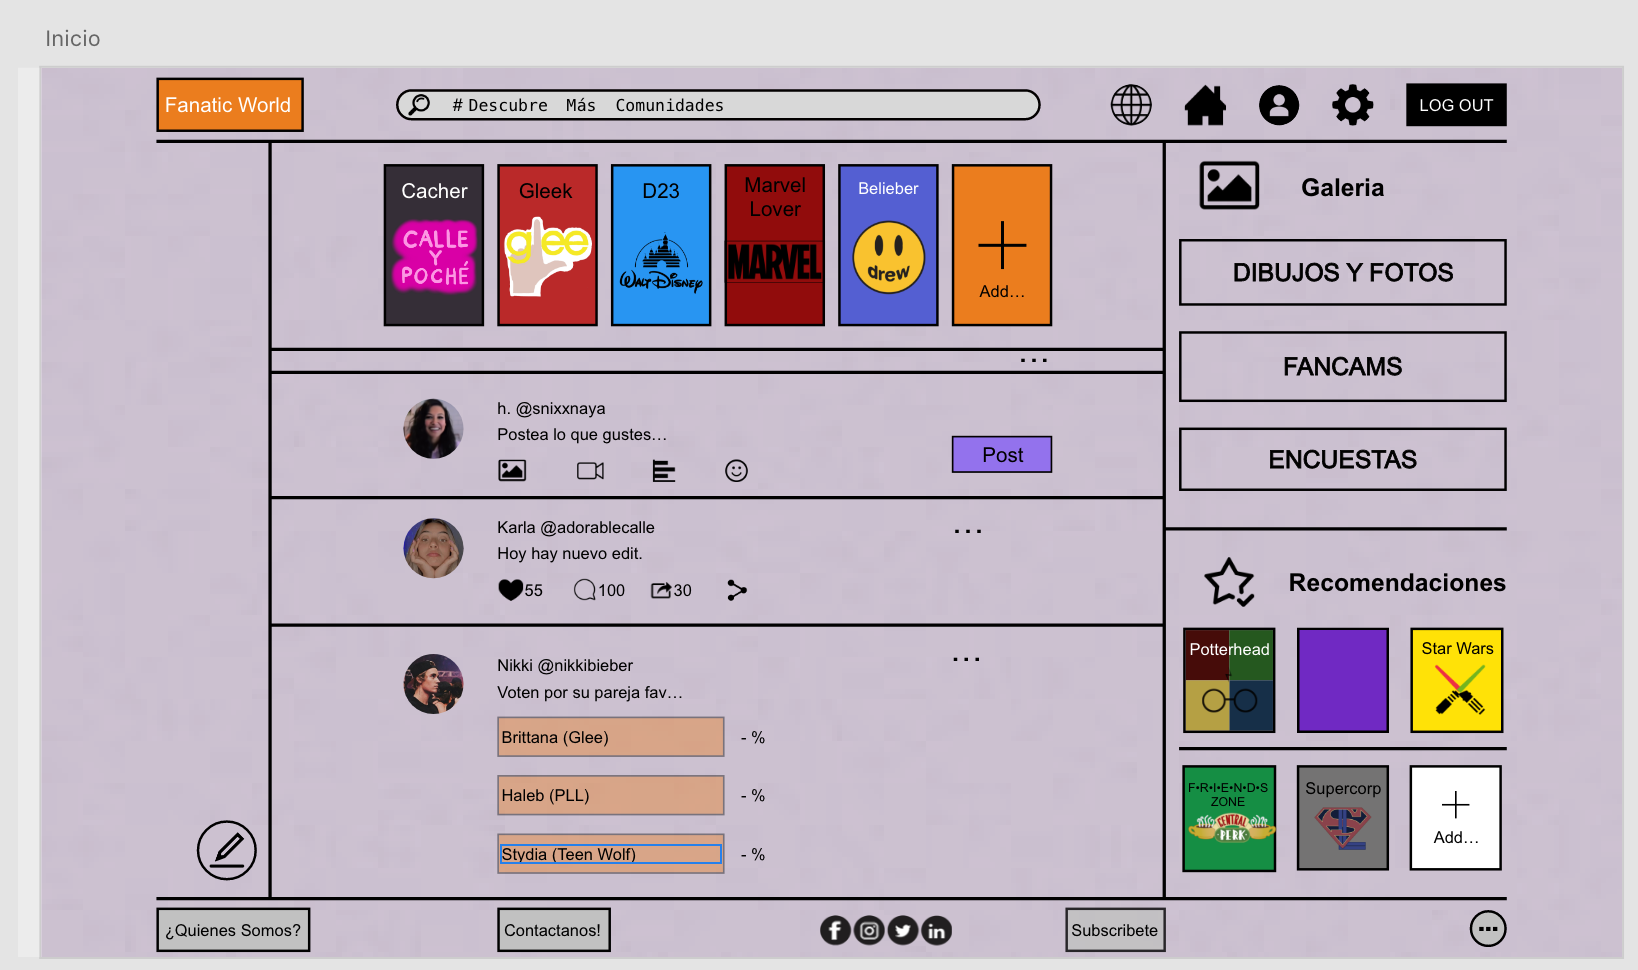 Inicio
Fanatic World
# Descubre Más Comunidades
LOG OUT
Cacher
CALLE
Y
POCHÉ
Gleek
glee
D23
WALT DISNEY
Marvel
Lover
MARVEL
Belieber
drew
Add...
...
h. @snixxnaya
Postea lo que gustes...
Post
Karla @adorablecalle
...
Hoy hay nuevo edit.
55
100
30
Nikki @nikkibieber
...
Voten por su pareja fav...
Brittana (Glee)
- %
Haleb (PLL)
- %
Stydia (Teen Wolf)
- %
Galeria
DIBUJOS Y FOTOS
FANCAMS
ENCUESTAS
Recomendaciones
Potterhead
Star Wars
F•R•I•E•N•D•S
ZONE
CENTRAL
PERK
Supercorp
Add...
¿Quienes Somos?
Contactanos!
Subscribete